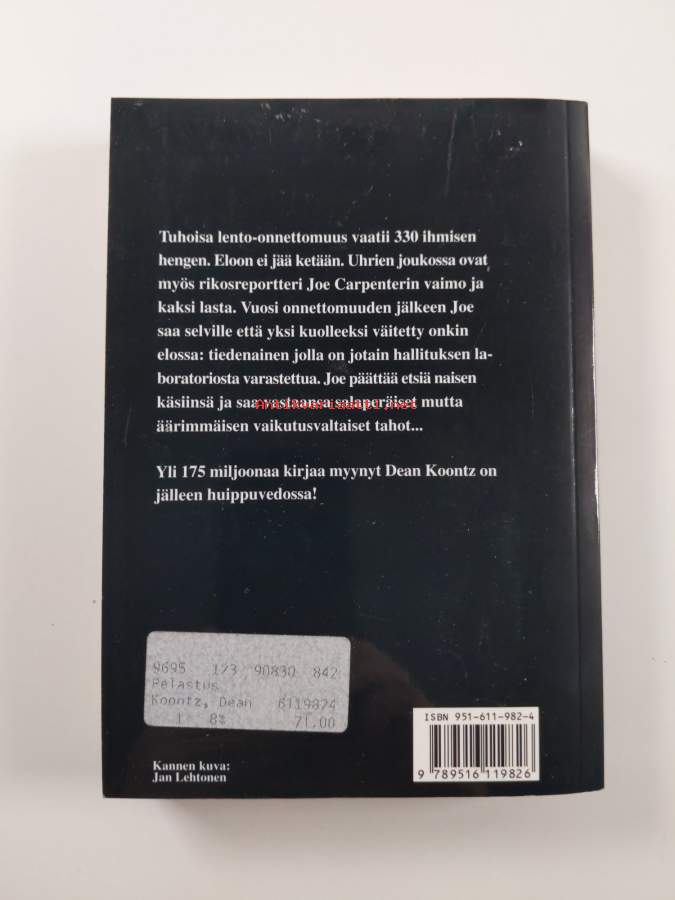 Tuhoisa lento-onnettomuus vaatii 330 ihmisen
hengen. Eloon ei jää ketään. Uhrien joukossa ovat
myös rikosreportteri Joe Carpenterin vaimo ja
kaksi lasta. Vuosi onnettomuuden jälkeen Joe
saa selville että yksi kuolleeksi väitetty onkin
elossa: tiedenainen jolla on jotain hallituksen la-
boratoriosta varastettua. Joe päättää etsiä naisen
käsiinsä ja saa vastaansa salaperäiset mutta
Antikvariaatti.net
äärimmäisen vaikutusvaltaiset tahot...
Yli 175 miljoonaa kirjaa myynyt Dean Koontz on
jälleen huippuvedossa!
9695 173 90830 842
Pelastus
Koontz, Dean 6119824
1 8% 71.00
ISBN 951-611-982-4
9 789516 119826
Kannen kuva:
Jan Lehtonen